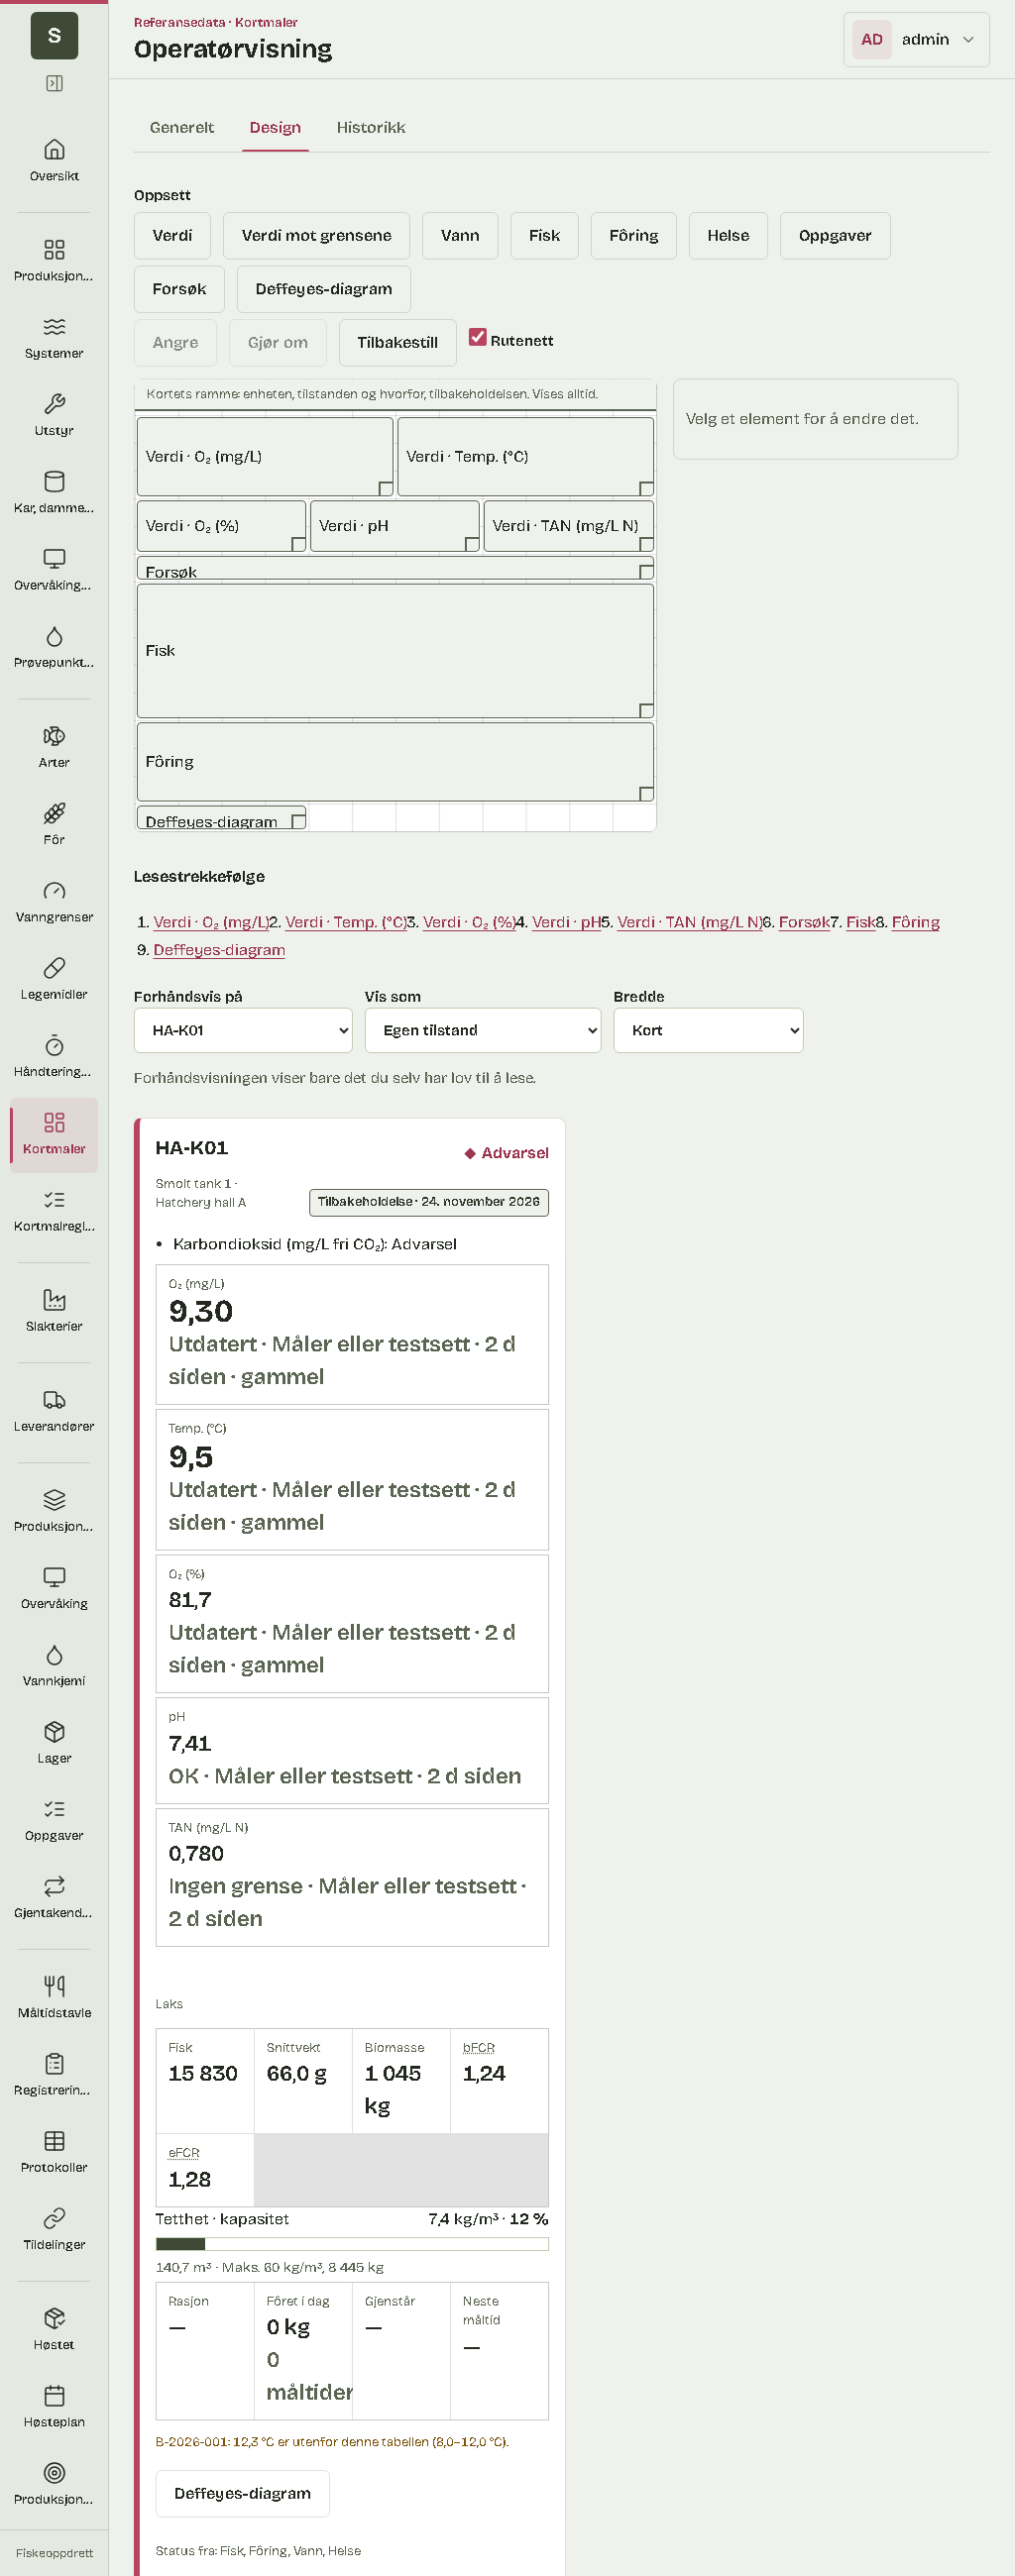 S
Oversikt
Produksjon...
Systemer
Utstyr
Kar, damme...
Overvåking...
Prøvepunkt...
Arter
Fôr
Vanngrenser
Legemidler
Håndtering...
Kortmaler
Kortmalregl...
Slakterier
Leverandører
Produksjon...
Overvåking
Vannkjemi
Lager
Oppgaver
Gjentakend...
Måltidstavle
Registrerin...
Protokoller
Tildelinger
Høstet
Høsteplan
Produksjon...
Fiskeoppdrett
Referansedata · Kortmaler
Operatørvisning
AD admin
Generelt Design Historikk
Oppsett
Verdi Verdi mot grensene Vann Fisk Fôring Helse Oppgaver
Forsøk Deffeyes-diagram
Angre Gjør om Tilbakestill Rutenett
Kortets ramme: enheten, tilstanden og hvorfor, tilbakeholdelsen. Vises alltid.
Velg et element for å endre det.
Verdi · O₂ (mg/L) Verdi · Temp. (°C)
Verdi · O₂ (%) Verdi · pH Verdi · TAN (mg/L N)
Forsøk
Fisk
Fôring
Deffeyes-diagram
Lesestrekkefølge
1. Verdi · O₂ (mg/L)2. Verdi · Temp. (°C)3. Verdi · O₂ (%)4. Verdi · pH5. Verdi · TAN (mg/L N)6. Forsøk7. Fisk8. Fôring
9. Deffeyes-diagram
Forhåndsvis på Vis som Bredde
HA-K01 Egen tilstand Kort
Forhåndsvisningen viser bare det du selv har lov til å lese.
HA-K01 ◆ Advarsel
Smolt tank 1 ·
Hatchery hall A
Tilbakeholdelse · 24. november 2026
• Karbondioksid (mg/L fri CO₂): Advarsel
O₂ (mg/L)
9,30
Utdatert · Måler eller testsett · 2 d
siden · gammel
Temp. (°C)
9,5
Utdatert · Måler eller testsett · 2 d
siden · gammel
O₂ (%)
81,7
Utdatert · Måler eller testsett · 2 d
siden · gammel
pH
7,41
OK · Måler eller testsett · 2 d siden
TAN (mg/L N)
0,780
Ingen grense · Måler eller testsett ·
2 d siden
Laks
Fisk Snittvekt Biomasse bFCR
15 830 66,0 g 1 045 1,24
kg
eFCR
1,28
Tetthet · kapasitet 7,4 kg/m³ · 12 %
140,7 m³ · Maks. 60 kg/m³, 8 445 kg
Rasjon Fôret i dag Gjenstår Neste
måltid
— 0 kg — —
0
måltider
B-2026-001: 12,3 °C er utenfor denne tabellen (8,0–12,0 °C).
Deffeyes-diagram
Status fra: Fisk, Fôring, Vann, Helse